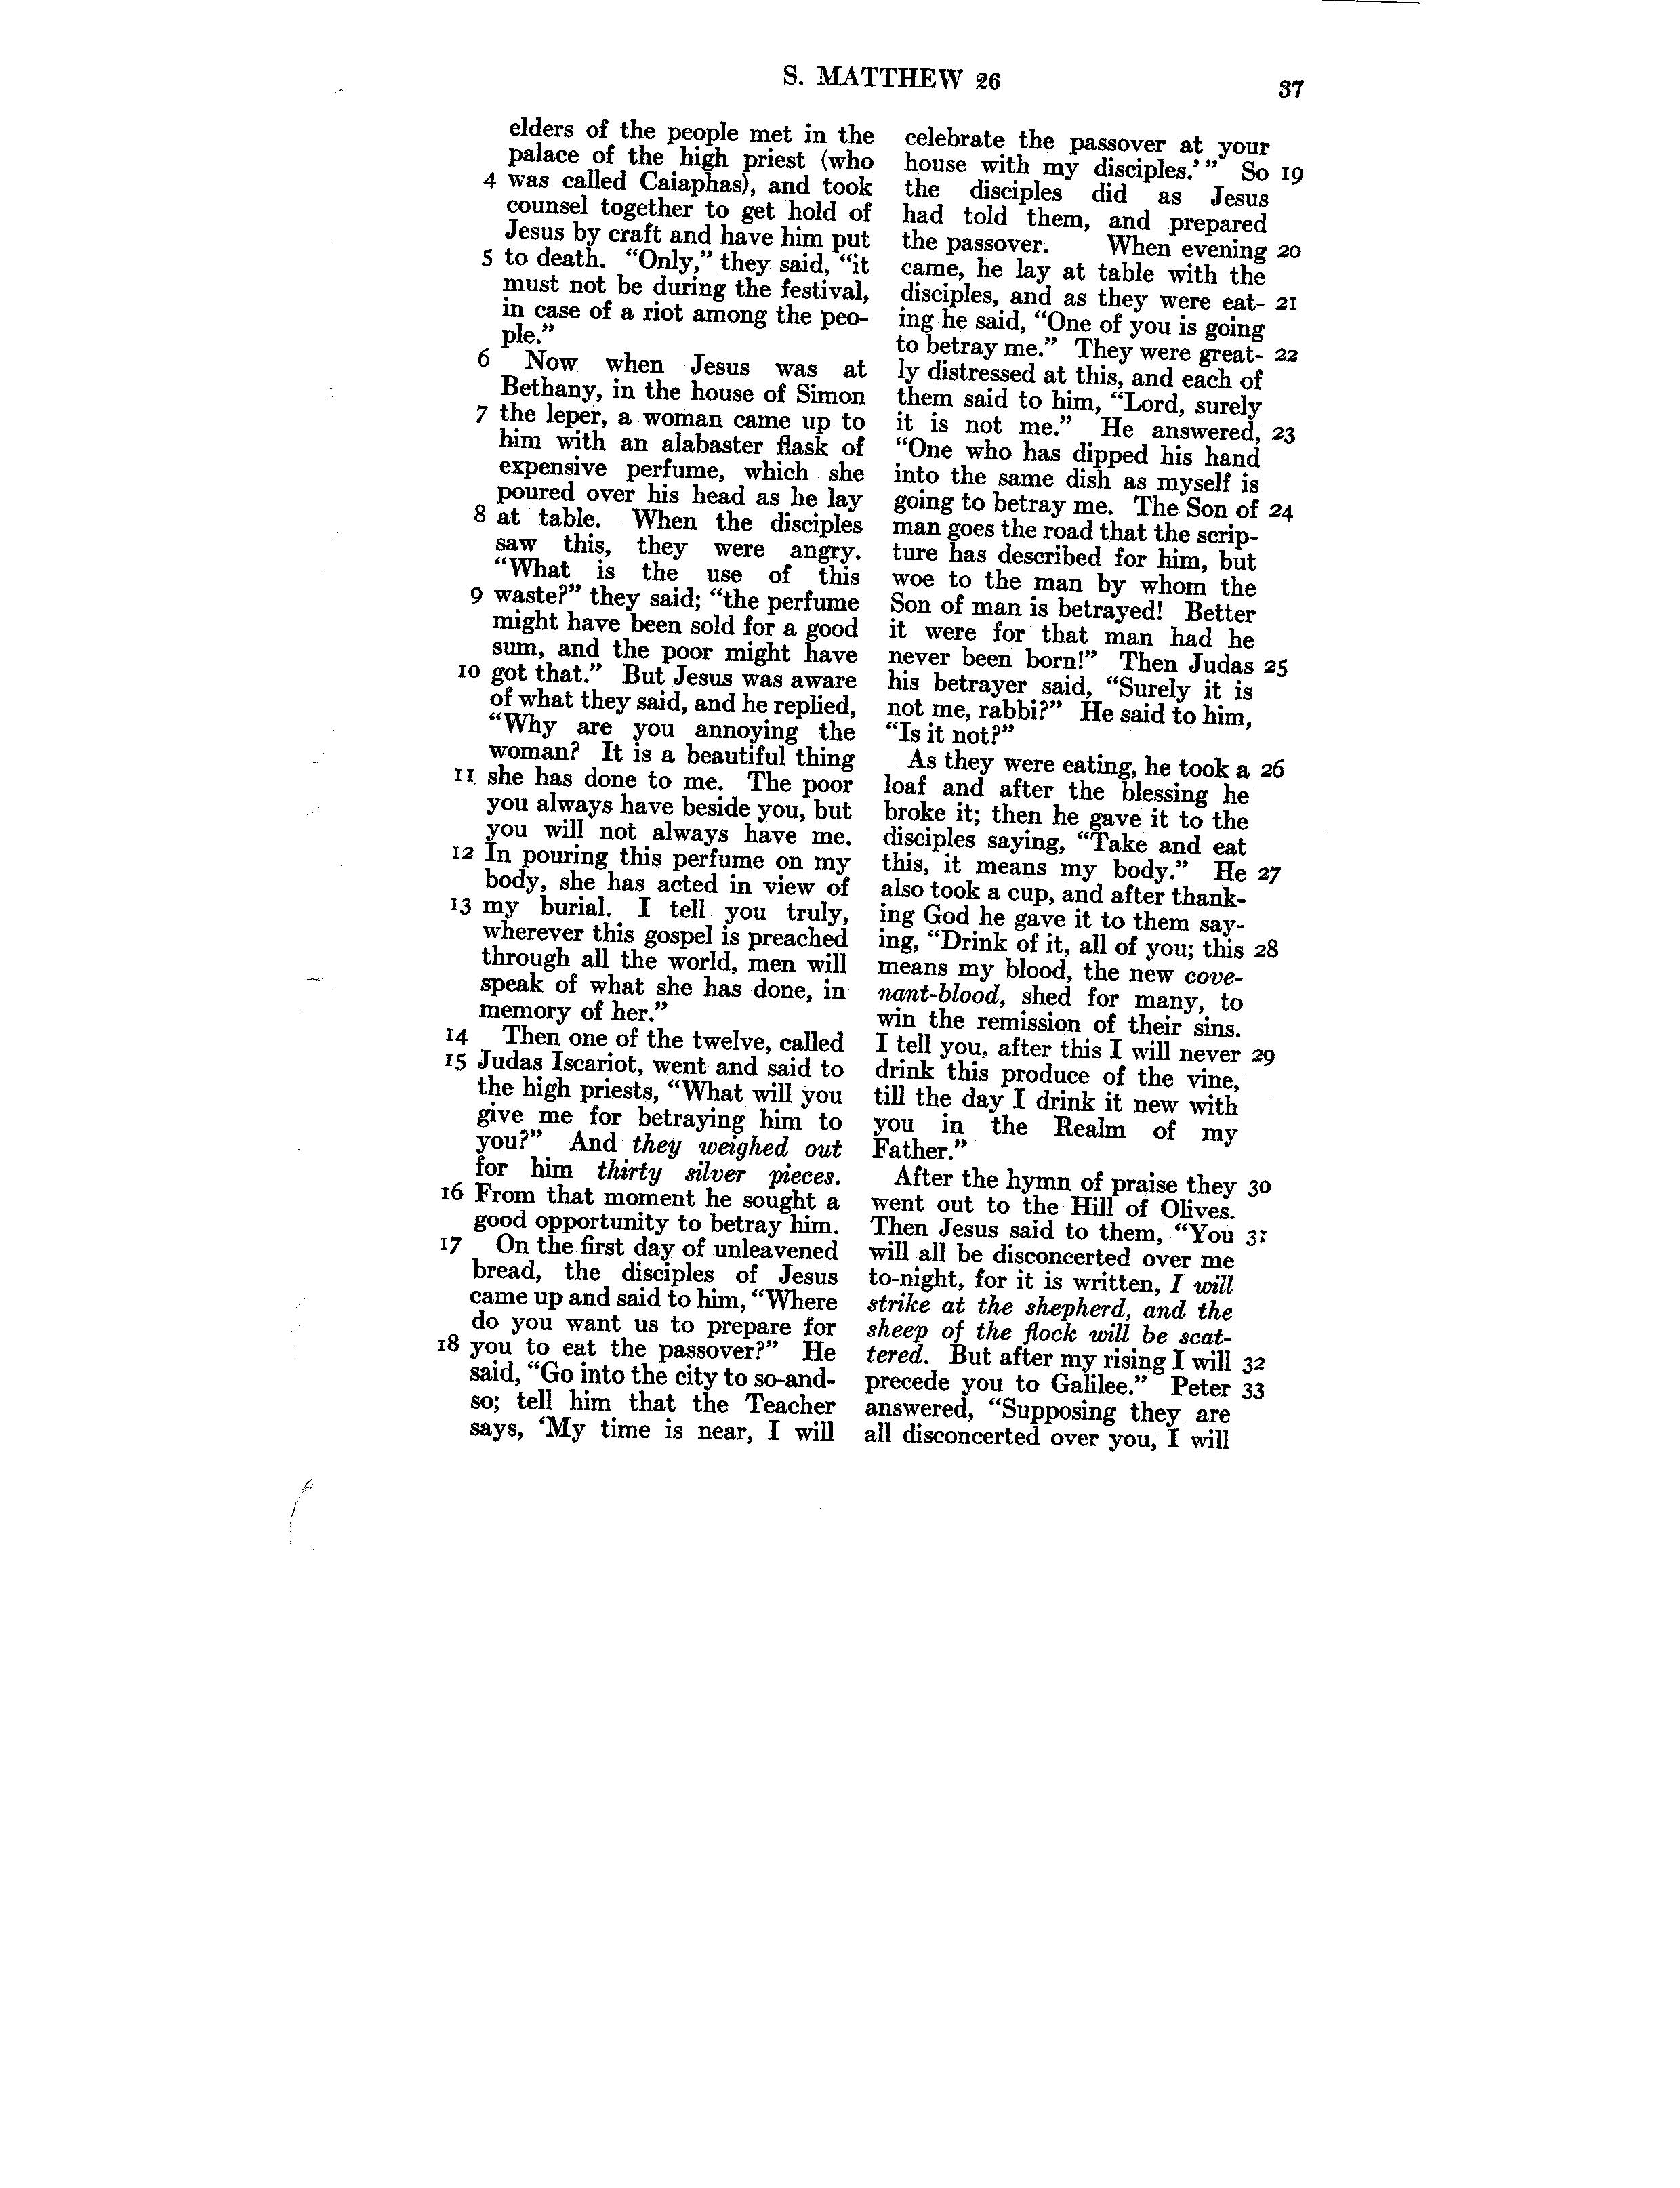 S. MATTHEW 26
37
elders of the people met in the
palace of the high priest (who
4 was called Caiaphas), and took
counsel together to get hold of
Jesus by craft and have him put
5 to death. “Only,” they said, “it
must not be during the festival,
in case of a riot among the peo-
ple.”
6 Now when Jesus was at
Bethany, in the house of Simon
7 the leper, a woman came up to
him with an alabaster flask of
expensive perfume, which she
poured over his head as he lay
8 at table. When the disciples
saw this, they were angry.
“What is the use of this
9 waste?” they said; “the perfume
might have been sold for a good
sum, and the poor might have
10 got that.” But Jesus was aware
of what they said, and he replied,
“Why are you annoying the
woman? It is a beautiful thing
11 she has done to me. The poor
you always have beside you, but
you will not always have me.
12 In pouring this perfume on my
body, she has acted in view of
13 my burial. I tell you truly,
wherever this gospel is preached
through all the world, men will
speak of what she has done, in
memory of her.”
14 Then one of the twelve, called
15 Judas Iscariot, went and said to
the high priests, “What will you
give me for betraying him to
you?” And they weighed out
for him thirty silver pieces.
16 From that moment he sought a
good opportunity to betray him.
17 On the first day of unleavened
bread, the disciples of Jesus
came up and said to him, “Where
do you want us to prepare for
18 you to eat the passover?” He
said, “Go into the city to so-and-
so; tell him that the Teacher
says, ‘My time is near, I will
celebrate the passover at your
house with my disciples.’” So 19
the disciples did as Jesus
had told them, and prepared
the passover. When evening 20
came, he lay at table with the
disciples, and as they were eat- 21
ing he said, “One of you is going
to betray me.” They were great- 22
ly distressed at this, and each of
them said to him, “Lord, surely
it is not me.” He answered, 23
“One who has dipped his hand
into the same dish as myself is
going to betray me. The Son of 24
man goes the road that the scrip-
ture has described for him, but
woe to the man by whom the
Son of man is betrayed! Better
it were for that man had he
never been born!” Then Judas 25
his betrayer said, “Surely it is
not me, rabbi?” He said to him,
“Is it not?”
As they were eating, he took a 26
loaf and after the blessing he
broke it; then he gave it to the
disciples saying, “Take and eat
this, it means my body.” He 27
also took a cup, and after thank-
ing God he gave it to them say-
ing, “Drink of it, all of you; this 28
means my blood, the new cove-
nant-blood, shed for many, to
win the remission of their sins.
I tell you, after this I will never 29
drink this produce of the vine,
till the day I drink it new with
you in the Realm of my
Father.”
After the hymn of praise they 30
went out to the Hill of Olives.
Then Jesus said to them, “You 31
will all be disconcerted over me
to-night, for it is written, I will
strike at the shepherd, and the
sheep of the flock will be scat-
tered. But after my rising I will 32
precede you to Galilee.” Peter 33
answered, “Supposing they are
all disconcerted over you, I will